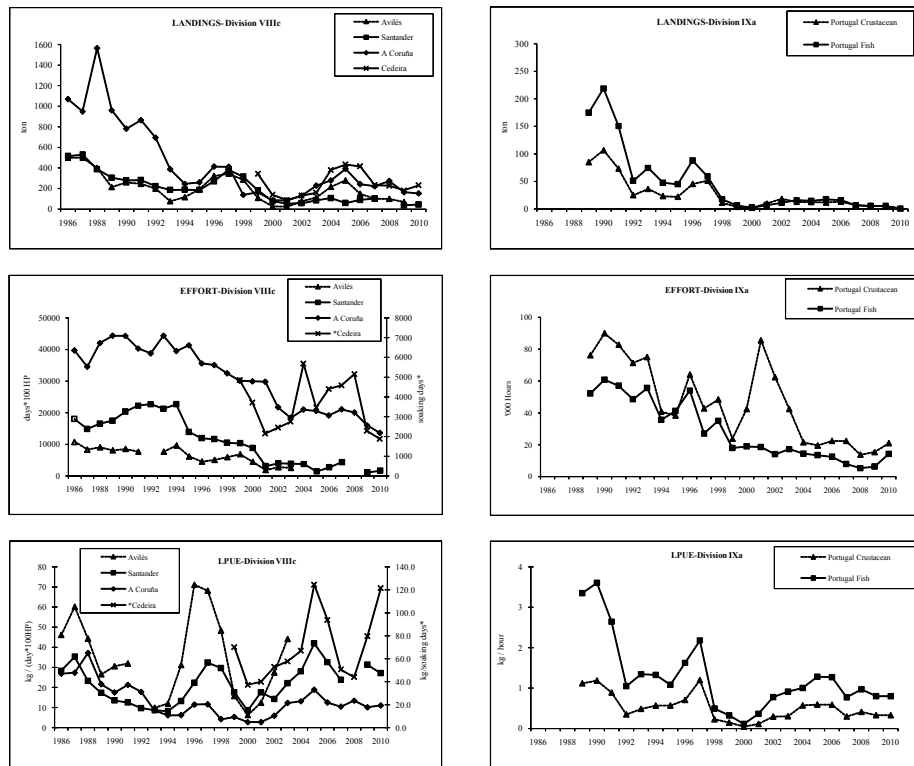 LANDINGS-Division VIIIc
Avilés
Santander
A Coruña
Cedeira
1600
1400
1200
1000
800
600
400
200
0
ton
1986 1988 1990 1992 1994 1996 1998 2000 2002 2004 2006 2008 2010
LANDINGS-Division IXa
Portugal Crustacean
Portugal Fish
300
250
200
150
100
50
0
ton
1986 1988 1990 1992 1994 1996 1998 2000 2002 2004 2006 2008 2010
EFFORT-Division VIIIc
Avilés
Santander
A Coruña
*Cedeira
50000
40000
30000
20000
10000
0
days*100 HP
8000
7000
6000
5000
4000
3000
2000
1000
0
soaking days*
1986 1988 1990 1992 1994 1996 1998 2000 2002 2004 2006 2008 2010
EFFORT-Division IXa
Portugal Crustacean
Portugal Fish
100
80
60
40
20
0
'000 Hours
1986 1988 1990 1992 1994 1996 1998 2000 2002 2004 2006 2008 2010
LPUE-Division VIIIc
Avilés
Santander
A Coruña
*Cedeira
80
70
60
50
40
30
20
10
0
kg / (day*100HP)
140.0
120.0
100.0
80.0
60.0
40.0
20.0
0.0
kg/soaking days*
1986 1988 1990 1992 1994 1996 1998 2000 2002 2004 2006 2008 2010
LPUE-Division IXa
Portugal Crustacean
Portugal Fish
4
3
2
1
0
kg / hour
1986 1988 1990 1992 1994 1996 1998 2000 2002 2004 2006 2008 2010